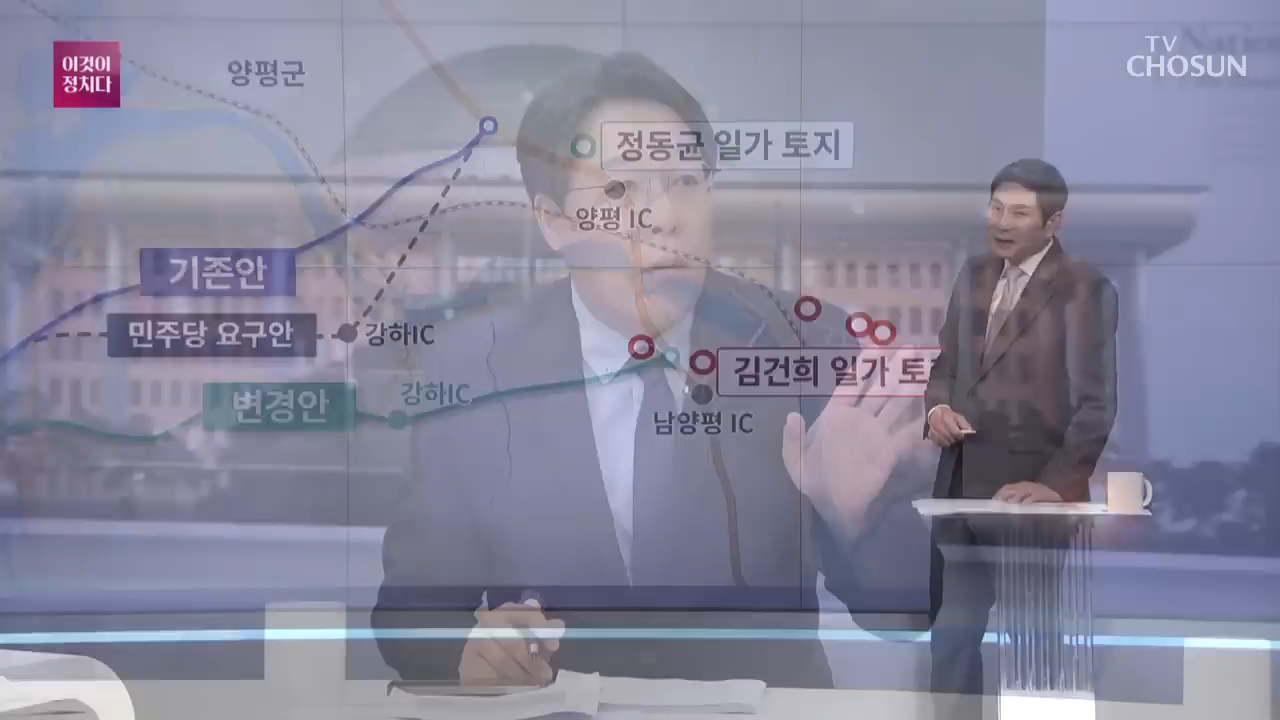 이것이
정치다
TV
CHOSUN
양평군
정동균 일가 토지
양평 IC
기존안
민주당 요구안
강하IC
김건희 일가
변경안
강하IC
남양평 IC